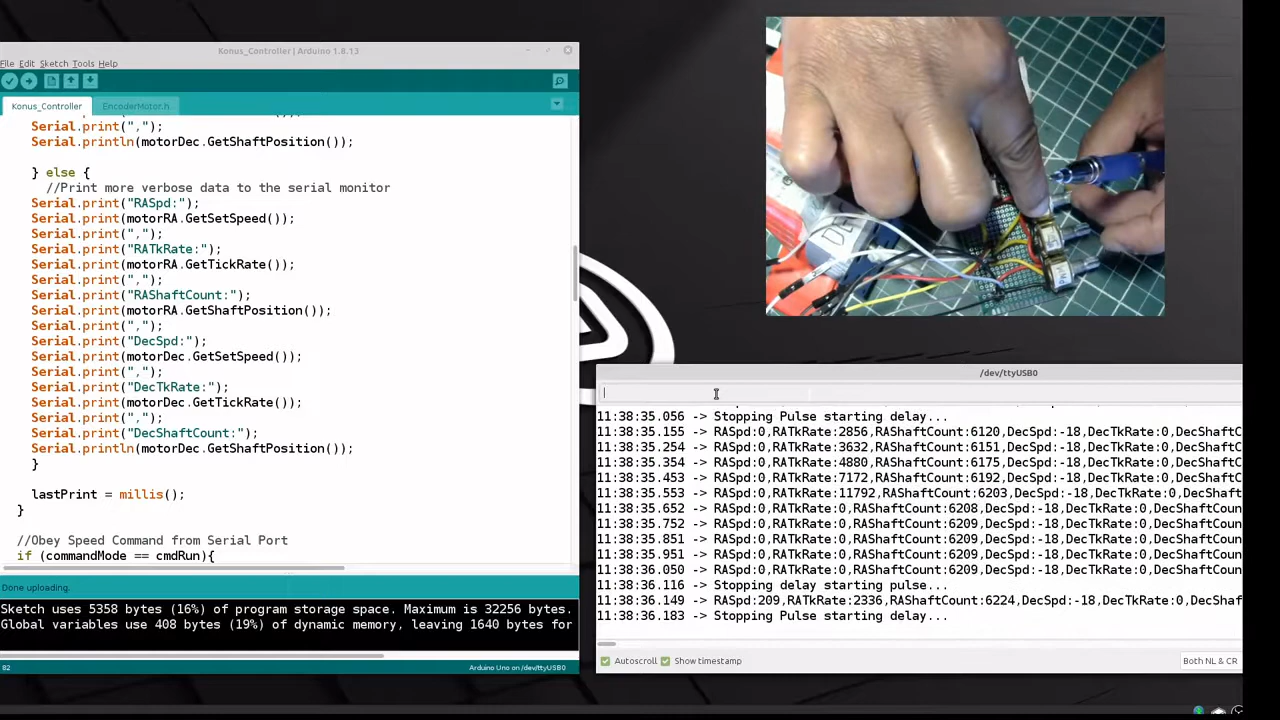 Konus_Controller | Arduino 1.8.13
File Edit Sketch Tools Help
Konus_Controller
EncoderMotor.h
Serial.print(",");
Serial.println(motorDec.GetShaftPosition());
} else {
//Print more verbose data to the serial monitor
Serial.print("RASpd:");
Serial.print(motorRA.GetSetSpeed());
Serial.print(",");
Serial.print("RATkRate:");
Serial.print(motorRA.GetTickRate());
Serial.print(",");
Serial.print("RAShaftCount:");
Serial.print(motorRA.GetShaftPosition());
Serial.print(",");
Serial.print("DecSpd:");
Serial.print(motorDec.GetSetSpeed());
Serial.print(",");
Serial.print("DecTkRate:");
Serial.print(motorDec.GetTickRate());
Serial.print(",");
Serial.print("DecShaftCount:");
Serial.println(motorDec.GetShaftPosition());
}
lastPrint = millis();
}
//Obey Speed Command from Serial Port
if (commandMode == cmdRun){
Done uploading.
Sketch uses 5358 bytes (16%) of program storage space. Maximum is 32256 bytes.
Global variables use 408 bytes (19%) of dynamic memory, leaving 1640 bytes for
82
Arduino Uno on /dev/ttyUSB0
/dev/ttyUSB0
11:38:35.056 -> Stopping Pulse starting delay...
11:38:35.155 -> RASpd:0,RATkRate:2856,RAShaftCount:6120,DecSpd:-18,DecTkRate:0,DecShaftC
11:38:35.254 -> RASpd:0,RATkRate:3632,RAShaftCount:6151,DecSpd:-18,DecTkRate:0,DecShaftC
11:38:35.354 -> RASpd:0,RATkRate:4880,RAShaftCount:6175,DecSpd:-18,DecTkRate:0,DecShaftC
11:38:35.453 -> RASpd:0,RATkRate:7172,RAShaftCount:6192,DecSpd:-18,DecTkRate:0,DecShaftC
11:38:35.553 -> RASpd:0,RATkRate:11792,RAShaftCount:6203,DecSpd:-18,DecTkRate:0,DecShaft
11:38:35.652 -> RASpd:0,RATkRate:0,RAShaftCount:6208,DecSpd:-18,DecTkRate:0,DecShaftCoun
11:38:35.752 -> RASpd:0,RATkRate:0,RAShaftCount:6209,DecSpd:-18,DecTkRate:0,DecShaftCoun
11:38:35.851 -> RASpd:0,RATkRate:0,RAShaftCount:6209,DecSpd:-18,DecTkRate:0,DecShaftCoun
11:38:35.951 -> RASpd:0,RATkRate:0,RAShaftCount:6209,DecSpd:-18,DecTkRate:0,DecShaftCoun
11:38:36.050 -> RASpd:0,RATkRate:0,RAShaftCount:6209,DecSpd:-18,DecTkRate:0,DecShaftCoun
11:38:36.116 -> Stopping delay starting pulse...
11:38:36.149 -> RASpd:209,RATkRate:2336,RAShaftCount:6224,DecSpd:-18,DecTkRate:0,DecShaf
11:38:36.183 -> Stopping Pulse starting delay...
Autoscroll
Show timestamp
Both NL & CR